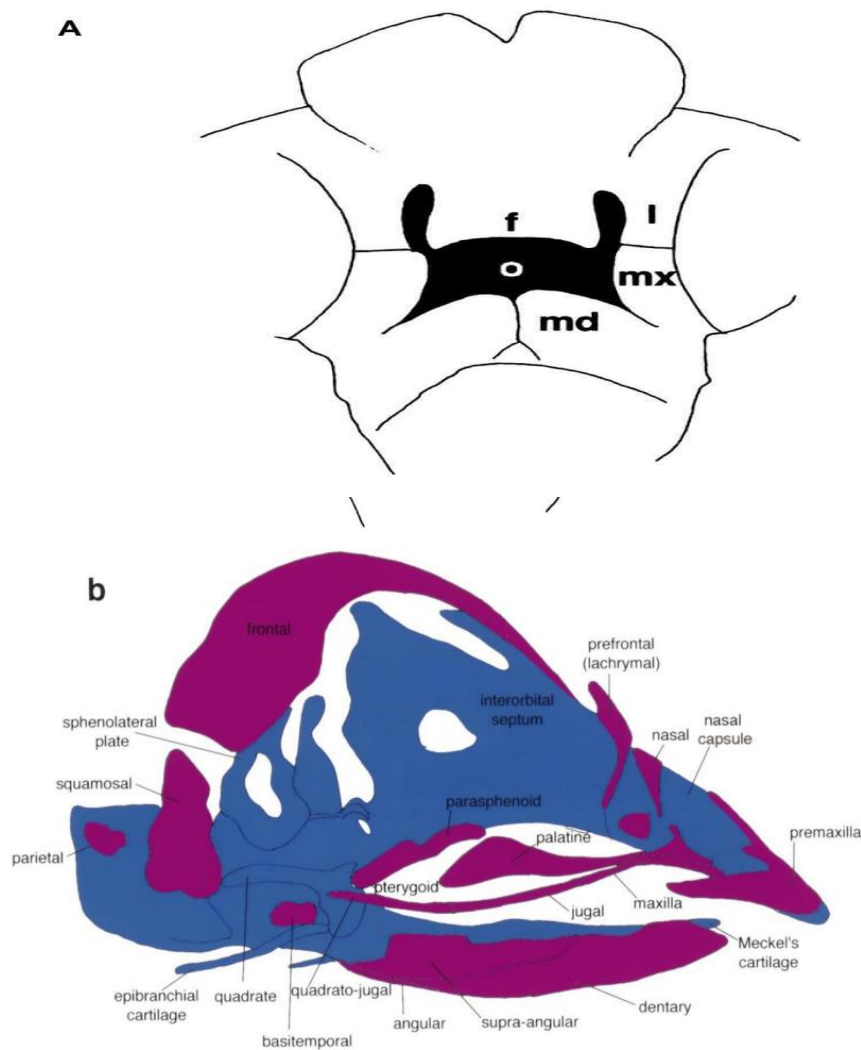 A
f
l
o
mx
md
b
frontal
prefrontal
(lachrymal)
interorbital
septum
nasal
capsule
nasal
sphenolateral
plate
squamosal
parasphenoid
palatine
premaxilla
parietal
pterygoid
maxilla
jugal
Meckel's
cartilage
epibranchial
cartilage
quadrate
quadrato-jugal
basitemporal
angular
supra-angular
dentary